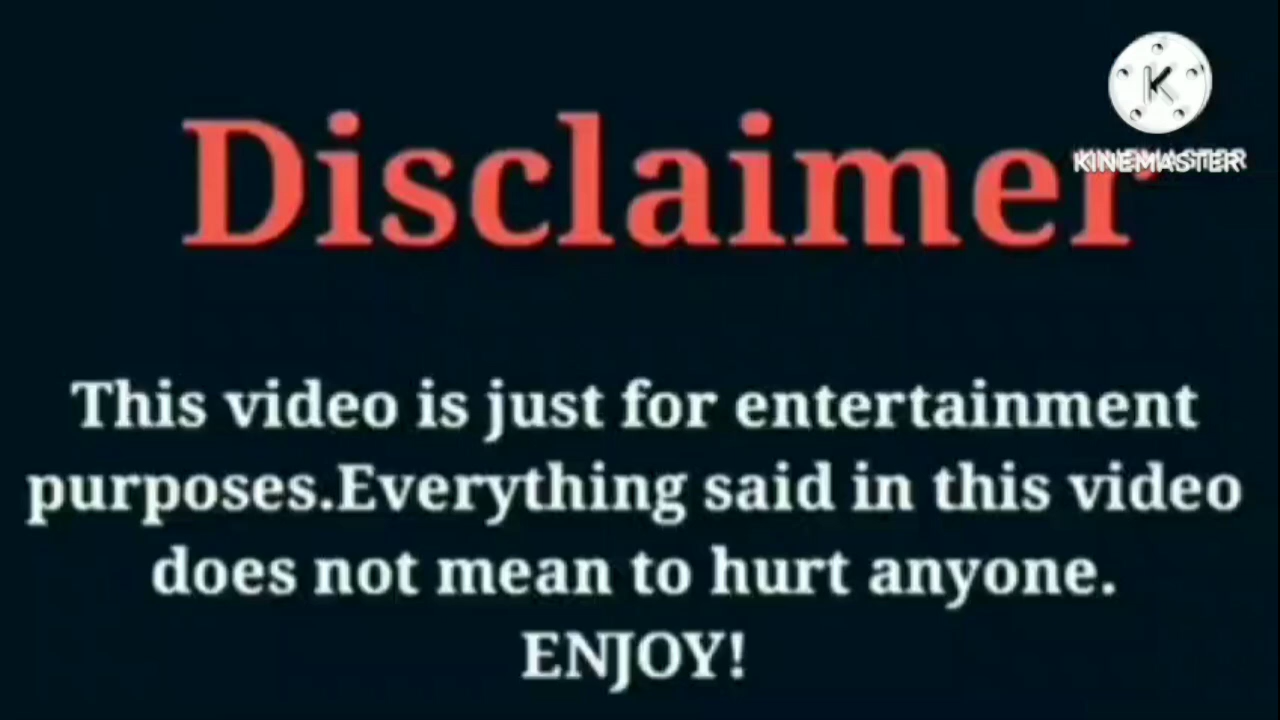 K
KINEMASTER
Disclaimer
This video is just for entertainment
purposes.Everything said in this video
does not mean to hurt anyone.
ENJOY!